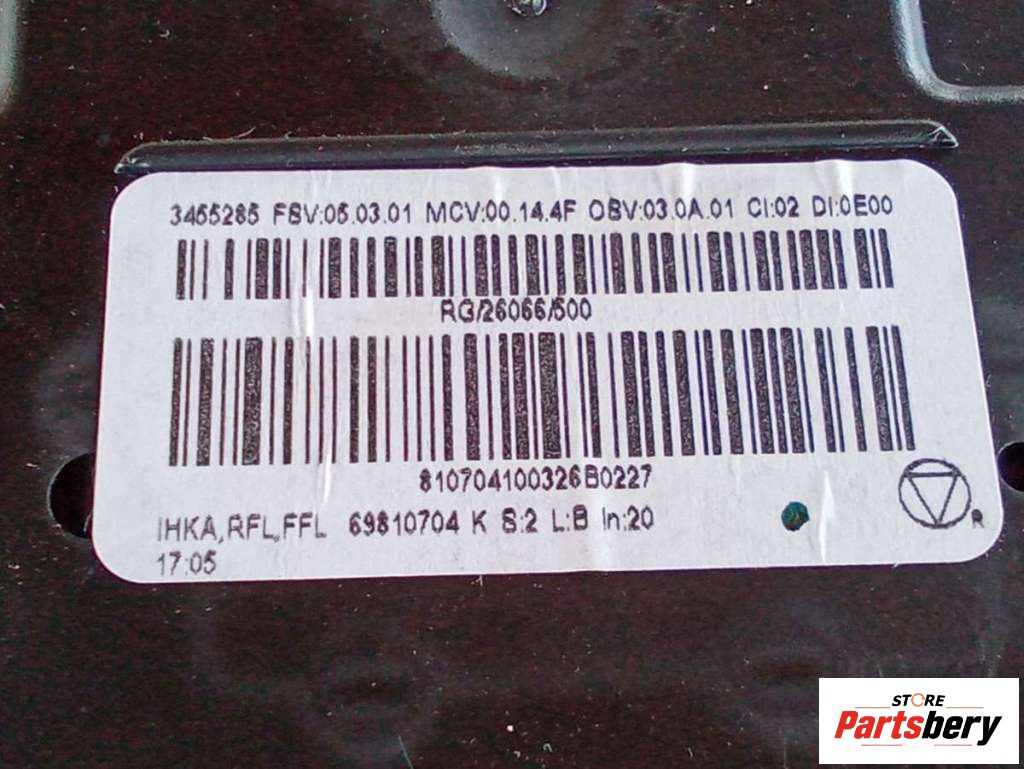 3455285 FSV:05.03.01 MCV:00.14.4F OSV:03.0A.01 CI:02 DI:0E00
RG/26066/500
810704100326B0227
IHKA,RFL,FFL 69810704 K S:2 L:B In:20
17:05
R
STORE
Partsbery